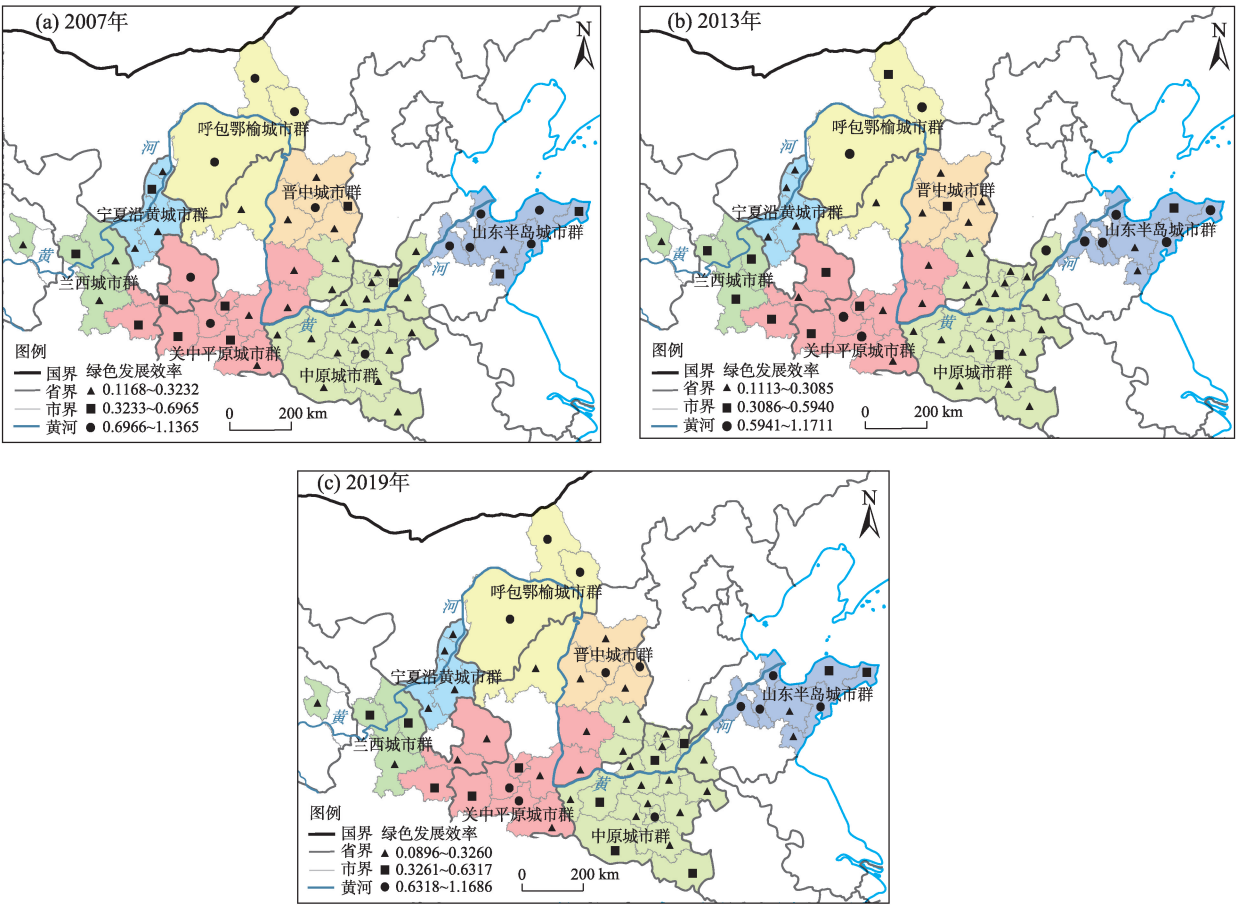 (a) 2007年
N
呼包鄂榆城市群
河
晋中城市群
宁夏沿黄城市群
山东半岛城市群
黄
兰西城市群
河
黄
关中平原城市群
中原城市群
图例
国界 绿色发展效率
省界 0.1168~0.3232
市界 0.3233~0.6965
黄河 0.6966~1.1365
0 200 km
(b) 2013年
N
呼包鄂榆城市群
河
晋中城市群
宁夏沿黄城市群
山东半岛城市群
黄
兰西城市群
河
黄
关中平原城市群
中原城市群
图例
国界 绿色发展效率
省界 0.1113~0.3085
市界 0.3086~0.5940
黄河 0.5941~1.1711
0 200 km
(c) 2019年
N
呼包鄂榆城市群
河
晋中城市群
宁夏沿黄城市群
山东半岛城市群
黄
兰西城市群
河
黄
关中平原城市群
中原城市群
图例
国界 绿色发展效率
省界 0.0896~0.3260
市界 0.3261~0.6317
黄河 0.6318~1.1686
0 200 km